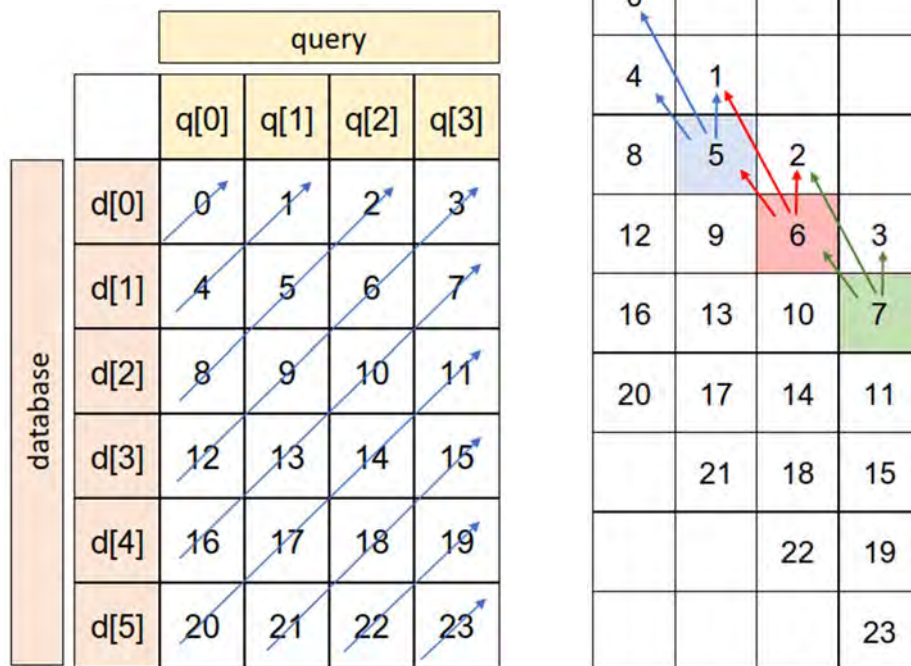 query
q[0] q[1] q[2] q[3]
database
d[0] 0 1 2 3
d[1] 4 5 6 7
d[2] 8 9 10 11
d[3] 12 13 14 15
d[4] 16 17 18 19
d[5] 20 21 22 23
4 1
8 5 2
12 9 6 3
16 13 10 7
20 17 14 11
21 18 15
22 19
23